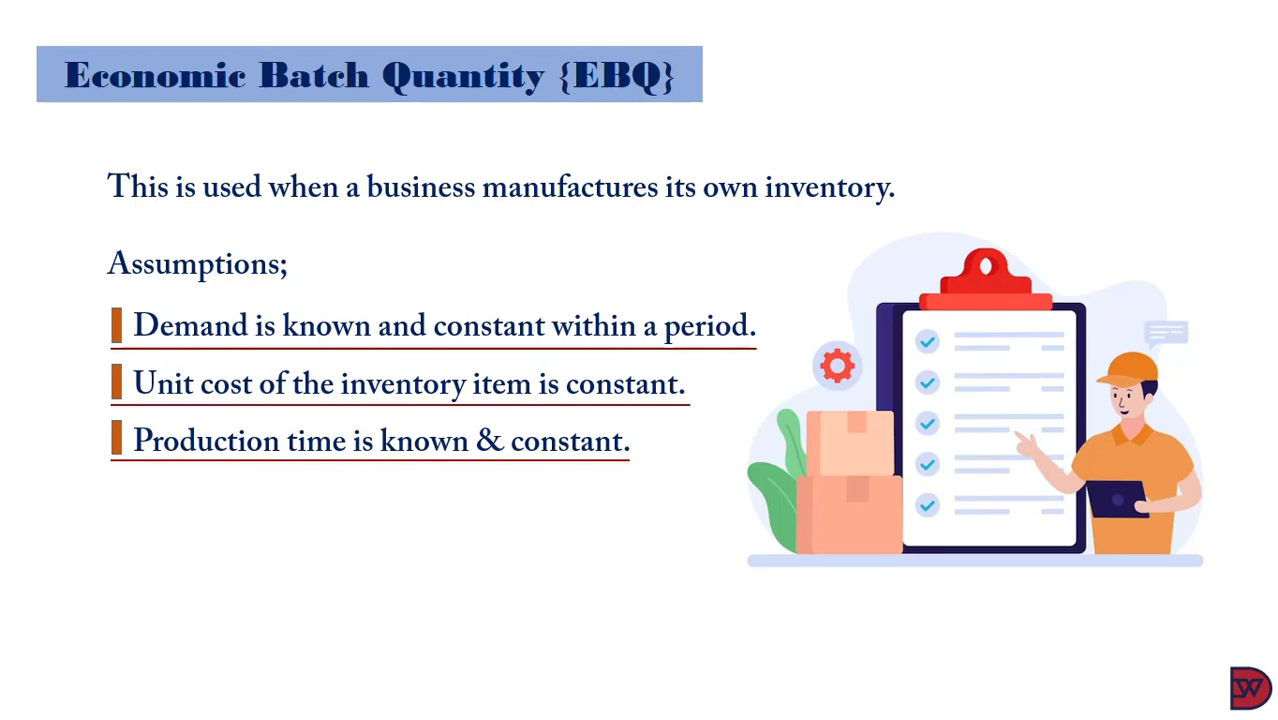 Economic Batch Quantity {EBQ}
This is used when a business manufactures its own inventory.
Assumptions;
Demand is known and constant within a period.
Unit cost of the inventory item is constant.
Production time is known & constant.
DW